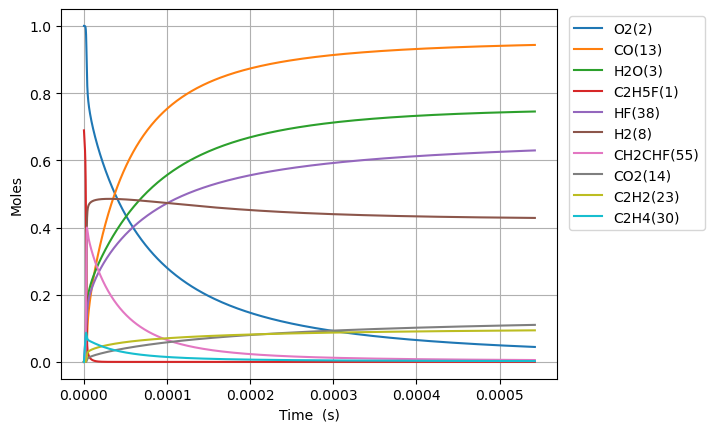 1.0
0.8
0.6
0.4
0.2
0.0
Moles
0.0000
0.0001
0.0002
0.0003
0.0004
0.0005
Time  (s)
O2(2)
CO(13)
H2O(3)
C2H5F(1)
HF(38)
H2(8)
CH2CHF(55)
CO2(14)
C2H2(23)
C2H4(30)